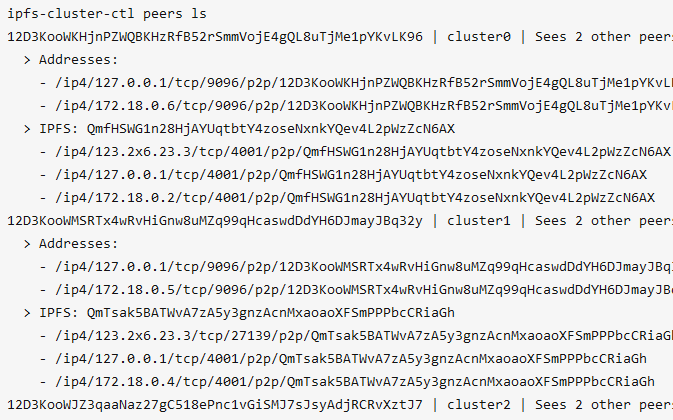 ipfs-cluster-ctl peers ls
12D3KooWKHjnPZWQBKHzRfB52rSmmVojE4gQL8uTjMe1pYKvLK96 | cluster0 | Sees 2 other peers
> Addresses:
- /ip4/127.0.0.1/tcp/9096/p2p/12D3KooWKHjnPZWQBKHzRfB52rSmmVojE4gQL8uTjMe1pYKvL
- /ip4/172.18.0.6/tcp/9096/p2p/12D3KooWKHjnPZWQBKHzRfB52rSmmVojE4gQL8uTjMe1pYKv
> IPFS: QmfHSWG1n28HjAYUqtbtY4zoseNxnkYQev4L2pWzZcN6AX
- /ip4/123.2x6.23.3/tcp/4001/p2p/QmfHSWG1n28HjAYUqtbtY4zoseNxnkYQev4L2pWzZcN6AX
- /ip4/127.0.0.1/tcp/4001/p2p/QmfHSWG1n28HjAYUqtbtY4zoseNxnkYQev4L2pWzZcN6AX
- /ip4/172.18.0.2/tcp/4001/p2p/QmfHSWG1n28HjAYUqtbtY4zoseNxnkYQev4L2pWzZcN6AX
12D3KooWMSRTx4wRvHiGnw8uMZq99qHcaswdDdYH6DJmayJBq32y | cluster1 | Sees 2 other peers
> Addresses:
- /ip4/127.0.0.1/tcp/9096/p2p/12D3KooWMSRTx4wRvHiGnw8uMZq99qHcaswdDdYH6DJmayJBq
- /ip4/172.18.0.5/tcp/9096/p2p/12D3KooWMSRTx4wRvHiGnw8uMZq99qHcaswdDdYH6DJmayJB
> IPFS: QmTsak5BATWvA7zA5y3gnzAcnMxaoaoXFSmPPPbcCRiaGh
- /ip4/123.2x6.23.3/tcp/27139/p2p/QmTsak5BATWvA7zA5y3gnzAcnMxaoaoXFSmPPPbcCRiaG
- /ip4/127.0.0.1/tcp/4001/p2p/QmTsak5BATWvA7zA5y3gnzAcnMxaoaoXFSmPPPbcCRiaGh
- /ip4/172.18.0.4/tcp/4001/p2p/QmTsak5BATWvA7zA5y3gnzAcnMxaoaoXFSmPPPbcCRiaGh
12D3KooWJZ3qaaNaz27gC518ePnc1vGiSMJ7sJsyAdjRCRvXztJ7 | cluster2 | Sees 2 other peers